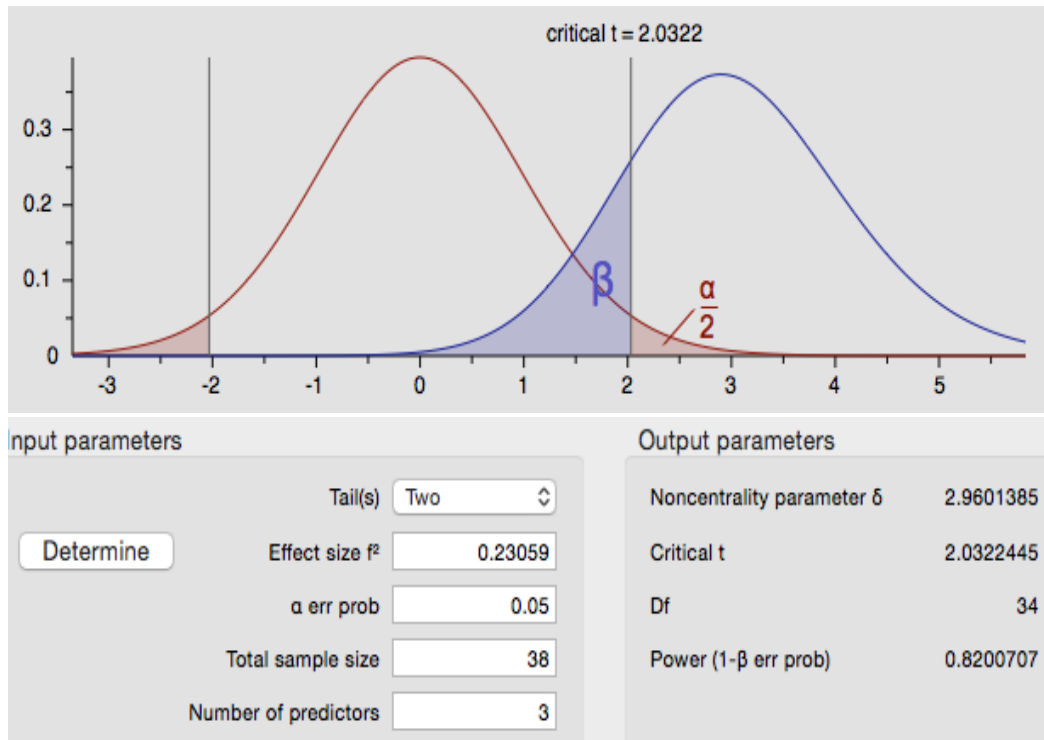 critical t = 2.0322
0.3
0.2
0.1
0
β
α
2
-3 -2 -1 0 1 2 3 4 5
Input parameters
Tail(s) Two
Determine Effect size f² 0.23059
α err prob 0.05
Total sample size 38
Number of predictors 3
Output parameters
Noncentrality parameter δ 2.9601385
Critical t 2.0322445
Df 34
Power (1-β err prob) 0.8200707